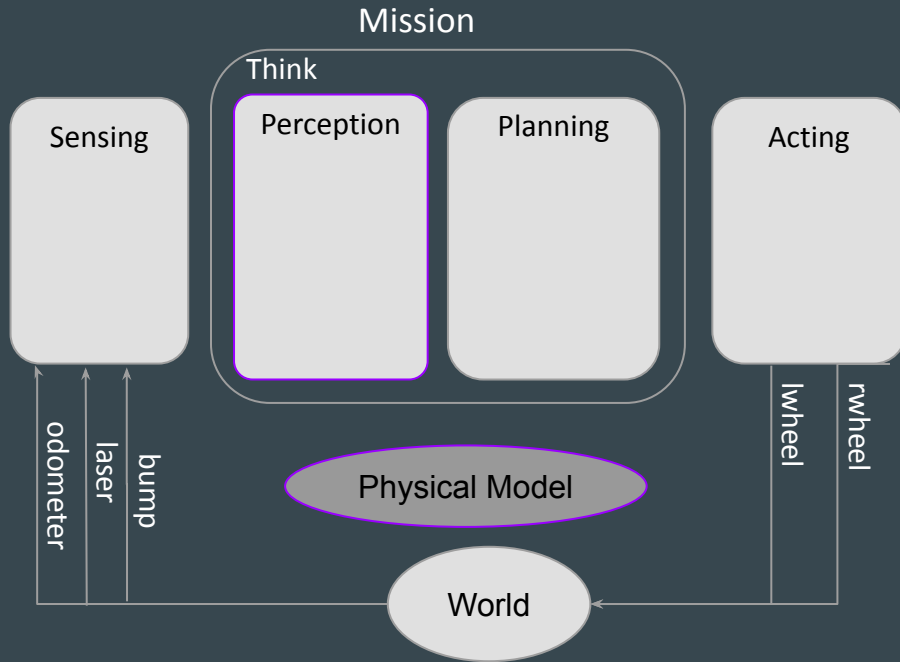 Mission
Think
Sensing
Perception
Planning
Acting
odometer
laser
bump
lwheel
rwheel
Physical Model
World